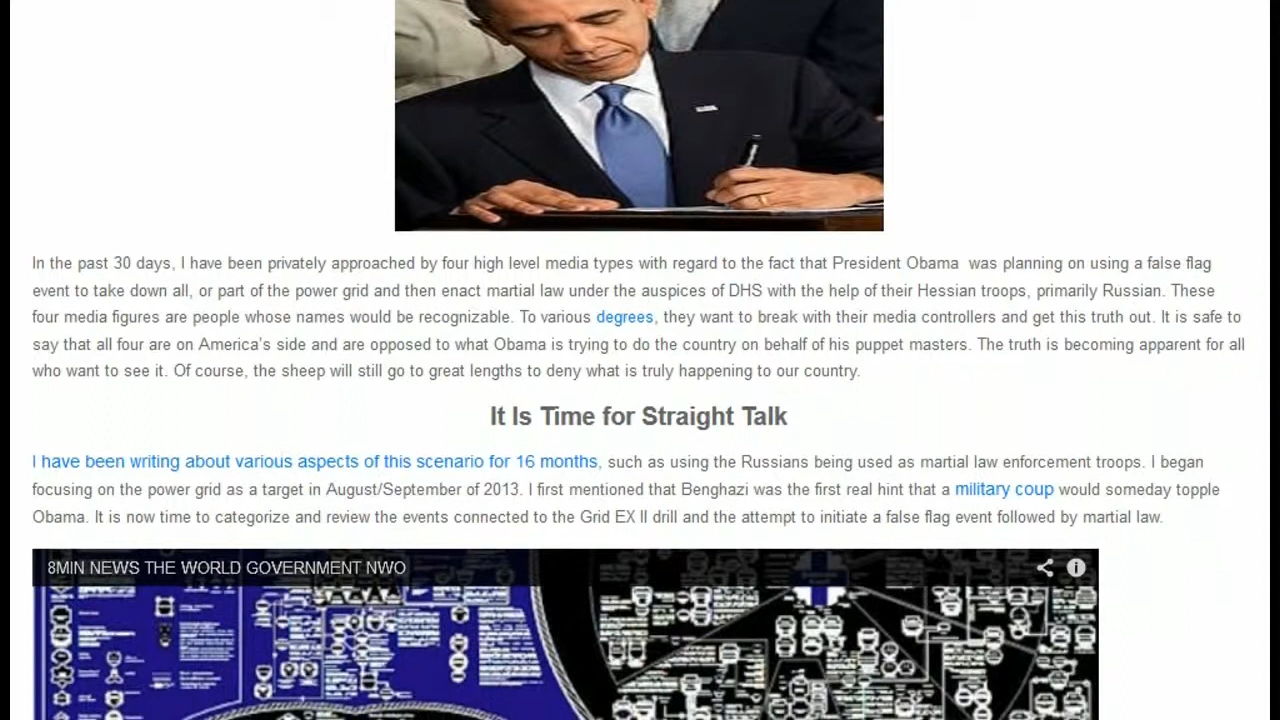 In the past 30 days, I have been privately approached by four high level media types with regard to the fact that President Obama  was planning on using a false flag
event to take down all, or part of the power grid and then enact martial law under the auspices of DHS with the help of their Hessian troops, primarily Russian. These
four media figures are people whose names would be recognizable. To various degrees, they want to break with their media controllers and get this truth out. It is safe to
say that all four are on America's side and are opposed to what Obama is trying to do the country on behalf of his puppet masters. The truth is becoming apparent for all
who want to see it. Of course, the sheep will still go to great lengths to deny what is truly happening to our country.
It Is Time for Straight Talk
I have been writing about various aspects of this scenario for 16 months, such as using the Russians being used as martial law enforcement troops. I began
focusing on the power grid as a target in August/September of 2013. I first mentioned that Benghazi was the first real hint that a military coup would someday topple
Obama. It is now time to categorize and review the events connected to the Grid EX II drill and the attempt to initiate a false flag event followed by martial law.
8MIN NEWS THE WORLD GOVERNMENT NWO